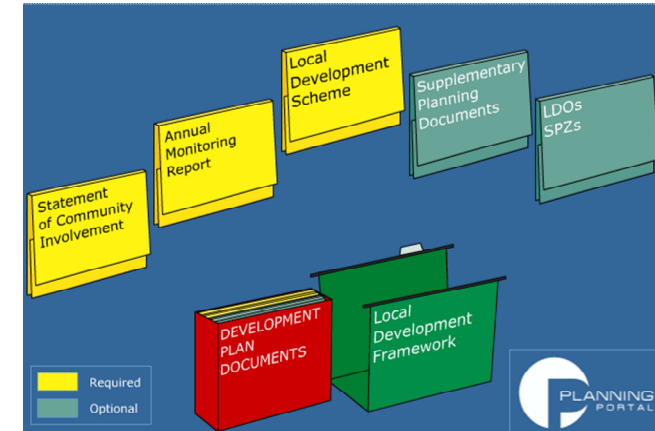 Local
Development
Scheme
Supplementary
Planning
Documents
LDOs
SPZs
Annual
Monitoring
Report
Statement
of Community
Involvement
DEVELOPMENT
PLAN
DOCUMENTS
Local
Development
Framework
Required
Optional
PLANNING
PORTAL